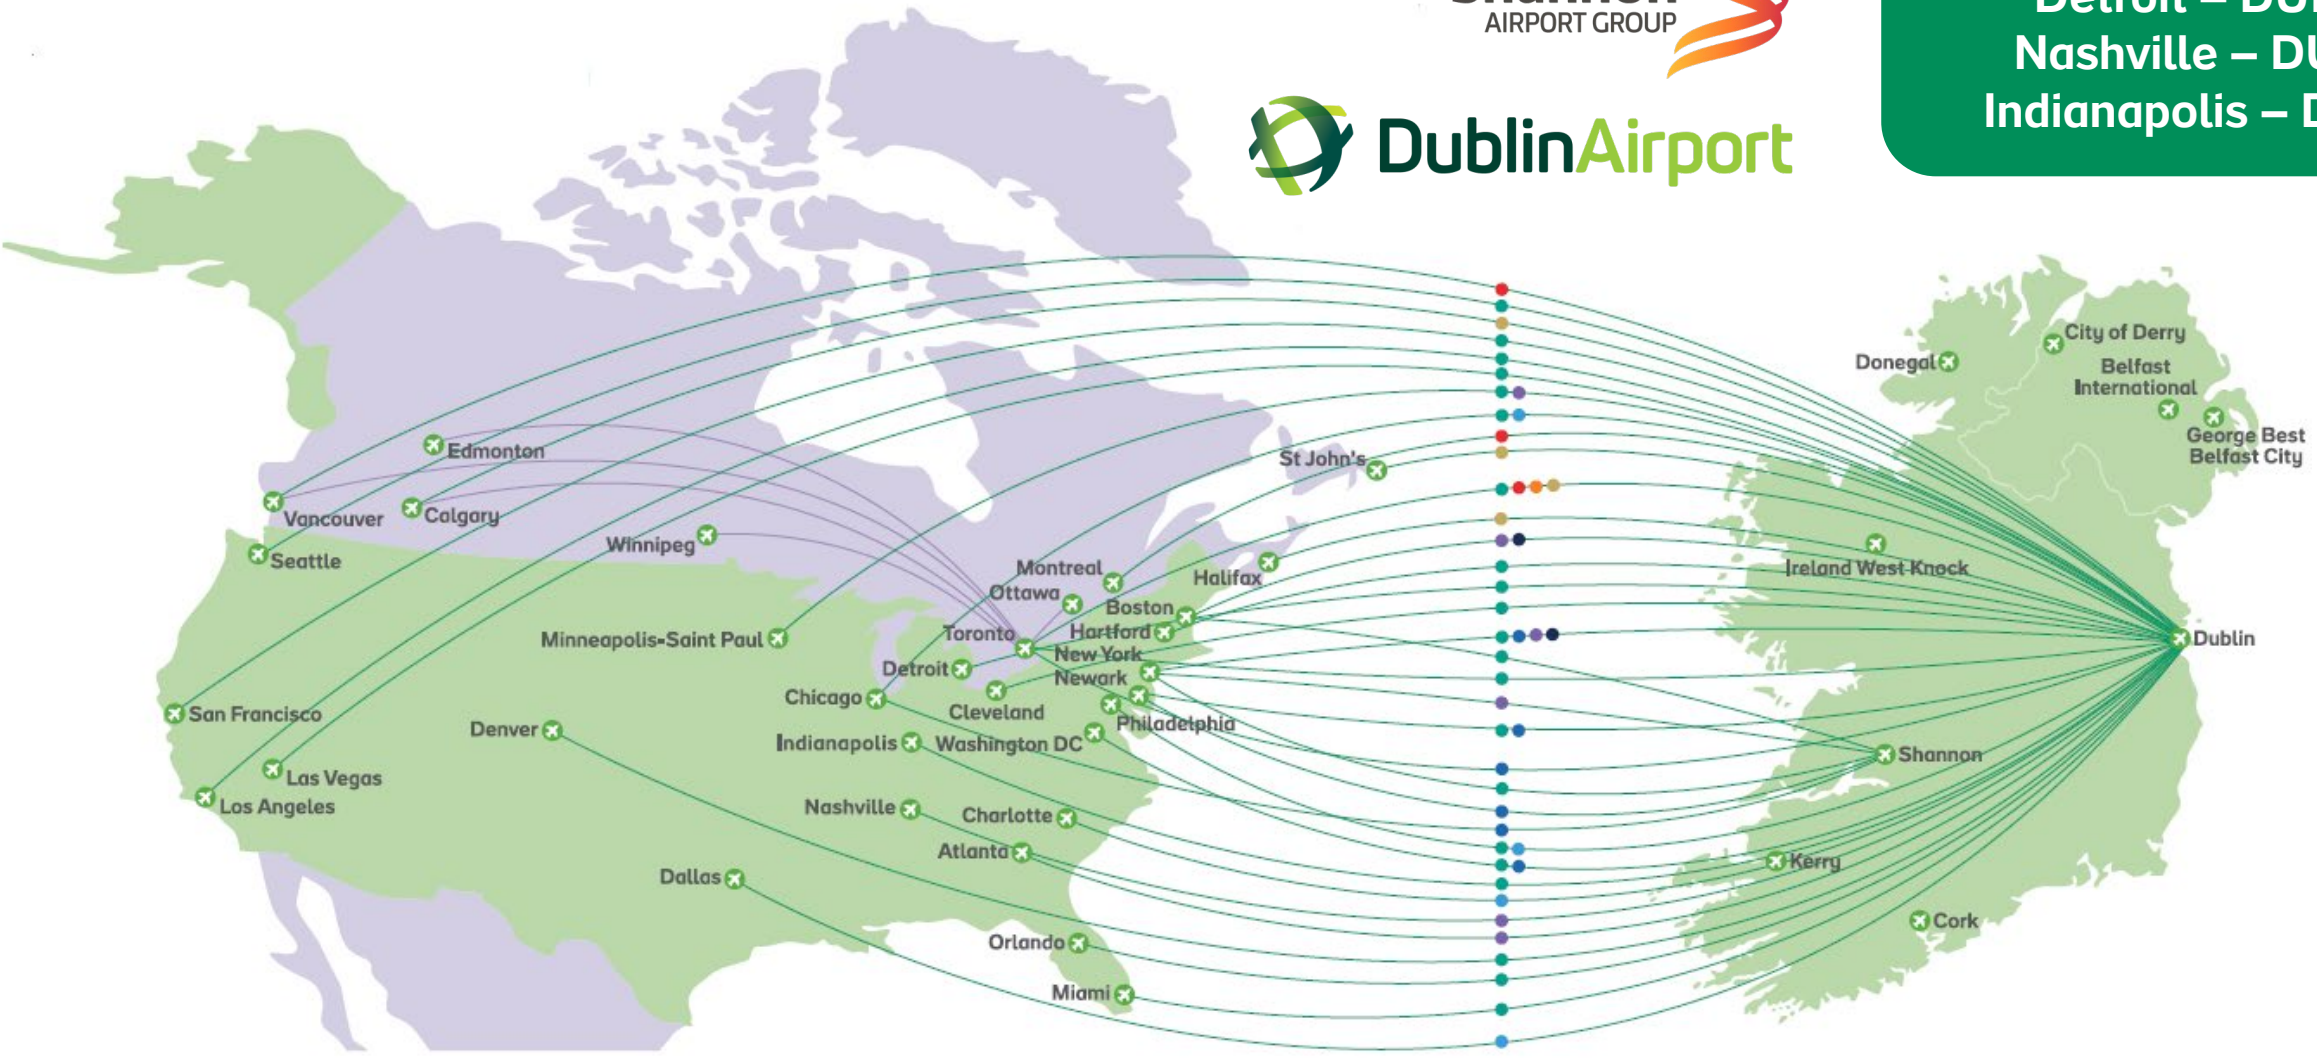 AIRPORT GROUP
DublinAirport
Nashville –
Indianapolis –
City of Derry
Donegal
Belfast
International
George Best
Belfast City
St John's
Edmonton
Vancouver
Calgary
Winnipeg
Seattle
Ireland West Knock
Montreal
Halifax
Ottawa
Boston
Toronto
Hartford
Minneapolis-Saint Paul
Dublin
New York
Detroit
Newark
Chicago
Cleveland
San Francisco
Philadelphia
Denver
Indianapolis
Washington DC
Shannon
Las Vegas
Los Angeles
Nashville
Charlotte
Atlanta
Kerry
Dallas
Cork
Orlando
Miami